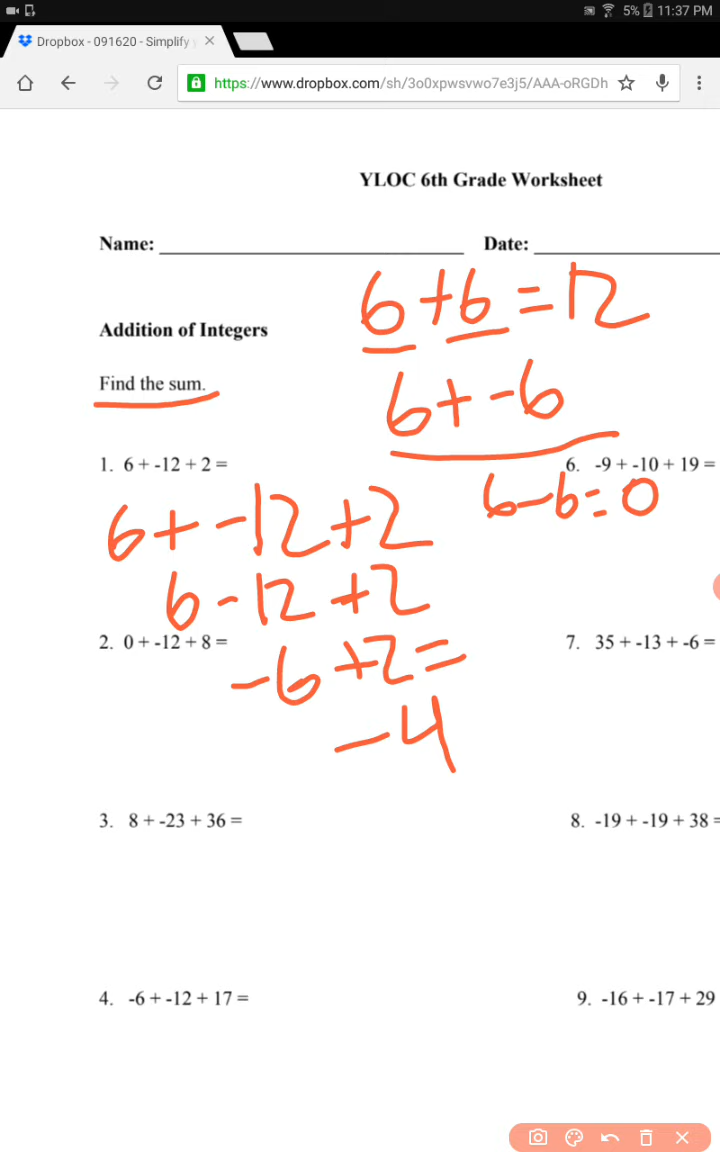 5% 11:37 PM
Dropbox - 091620 - Simplify
https://www.dropbox.com/sh/3o0xpwsvwo7e3j5/AAA-oRGDh
YLOC 6th Grade Worksheet
Name: Date:
6 + 6 = 12
Addition of Integers
Find the sum.
6 + -6
1. 6 + -12 + 2 =
6. -9 + -10 + 19 =
6 - 6 = 0
6 + -12 + 2
6 - 12 + 2
2. 0 + -12 + 8 =
7. 35 + -13 + -6 =
-6 + 2 =
-4
3. 8 + -23 + 36 =
8. -19 + -19 + 38 =
4. -6 + -12 + 17 =
9. -16 + -17 + 29